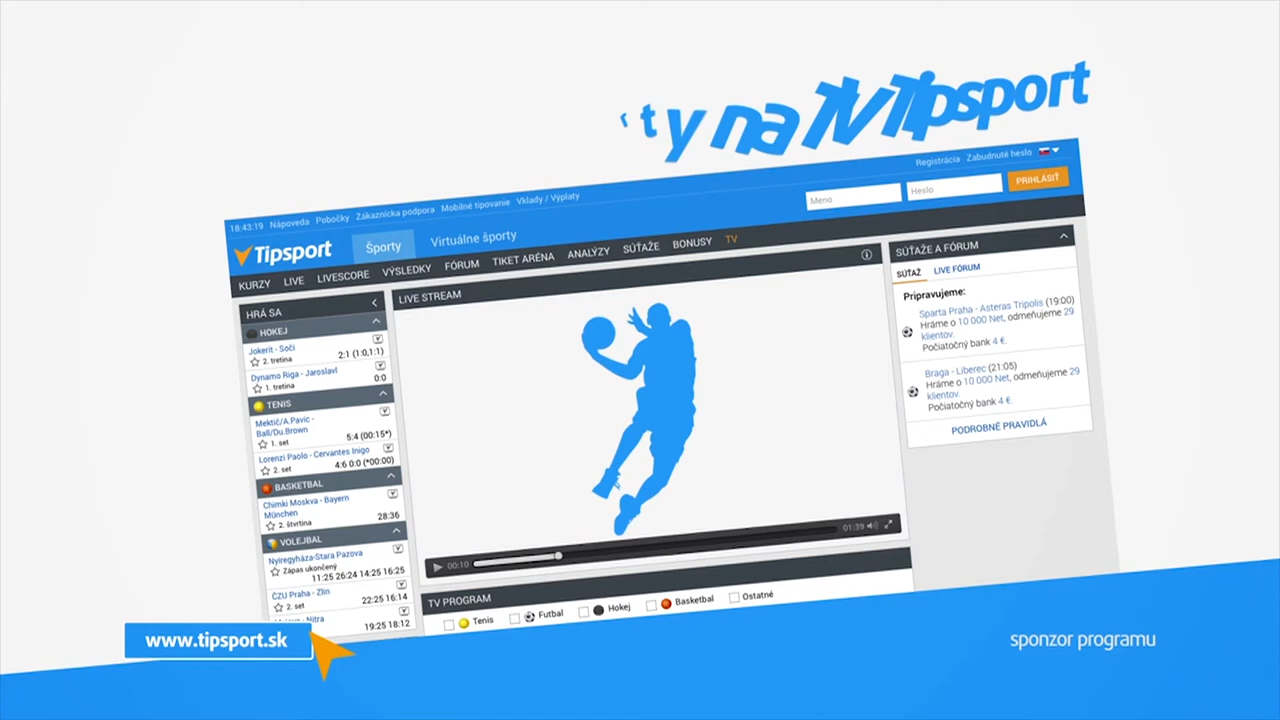 ty na TV Tipsport
Registrácia Zabudnuté heslo
18:43:19 Nápoveda Pobočky Zákaznícka podpora Mobilné tipovanie Vklady / Výplaty
Meno Heslo PRIHLÁSIŤ
Tipsport Športy Virtuálne športy
KURZY LIVE LIVESCORE VÝSLEDKY FÓRUM TIKET ARÉNA ANALÝZY SÚŤAŽE BONUSY TV
HRÁ SA
HOKEJ
Jokerit - Soči
2. tretina 2:1 (1:0,1:1)
Dynamo Riga - Jaroslavl
1. tretina 0:0
TENIS
Mektič/A.Pavic -
Ball/Du.Brown
1. set 5:4 (00:15*)
Lorenzi Paolo - Cervantes Inigo
2. set 4:6 0:0 (*00:00)
BASKETBAL
Chimki Moskva - Bayern
München
2. štvrtina 28:36
VOLEJBAL
Nyiregyháza-Stara Pazova
Zápas ukončený
11:25 26:24 14:25 16:25
ČZU Praha - Zlín
2. set 22:25 16:14
Nitra
19:25 18:12
LIVE STREAM
00:10 01:39
TV PROGRAM
Tenis Futbal Hokej Basketbal Ostatné
SÚŤAŽE A FÓRUM
SÚŤAŽ LIVE FÓRUM
Pripravujeme:
Sparta Praha - Asteras Tripolis (19:00)
Hráme o 10 000 Net, odmeňujeme 29
klientov.
Počiatočný bank 4 €.
Braga - Liberec (21:05)
Hráme o 10 000 Net, odmeňujeme 29
klientov.
Počiatočný bank 4 €.
PODROBNÉ PRAVIDLÁ
www.tipsport.sk
sponzor programu